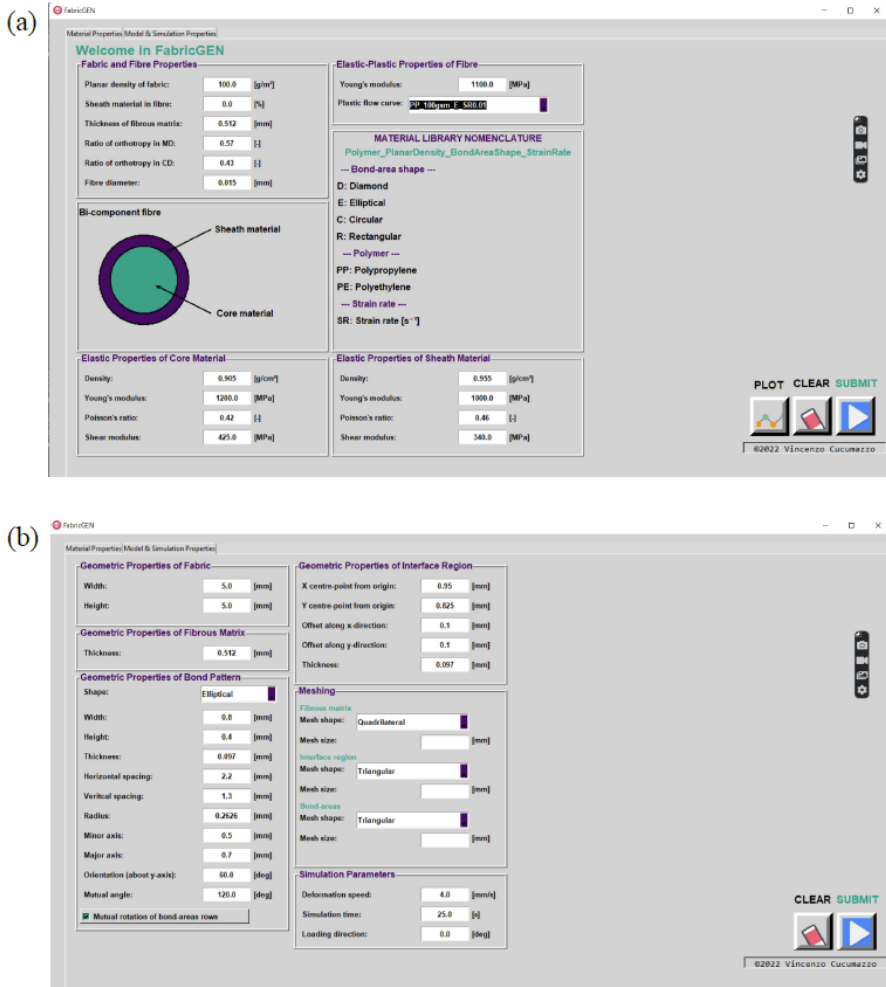 (a)
FabricGEN
Material Properties Model & Simulation Properties
Welcome in FabricGEN
Fabric and Fibre Properties
Planar density of fabric: 100.0 [g/m²]
Sheath material in fibre: 0.0 [%]
Thickness of fibrous matrix: 0.512 [mm]
Ratio of orthotropy in MD: 0.57 [-]
Ratio of orthotropy in CD: 0.43 [-]
Fibre diameter: 0.015 [mm]
Elastic-Plastic Properties of Fibre
Young's modulus: 1100.0 [MPa]
Plastic flow curve: PP_100gsm_E_SR0.01
MATERIAL LIBRARY NOMENCLATURE
Polymer_PlanarDensity_BondAreaShape_StrainRate
--- Bond-area shape ---
D: Diamond
E: Elliptical
C: Circular
R: Rectangular
--- Polymer ---
PP: Polypropylene
PE: Polyethylene
--- Strain rate ---
SR: Strain rate [s⁻¹]
Bi-component fibre
Sheath material
Core material
Elastic Properties of Core Material
Density: 0.905 [g/cm³]
Young's modulus: 1200.0 [MPa]
Poisson's ratio: 0.42 [-]
Shear modulus: 425.0 [MPa]
Elastic Properties of Sheath Material
Density: 0.955 [g/cm³]
Young's modulus: 1000.0 [MPa]
Poisson's ratio: 0.46 [-]
Shear modulus: 340.0 [MPa]
PLOT CLEAR SUBMIT
©2022 Vincenzo Cucumazzo
(b)
FabricGEN
Material Properties Model & Simulation Properties
Geometric Properties of Fabric
Width: 5.0 [mm]
Height: 5.0 [mm]
Geometric Properties of Fibrous Matrix
Thickness: 0.512 [mm]
Geometric Properties of Bond Pattern
Shape: Elliptical
Width: 0.8 [mm]
Height: 0.4 [mm]
Thickness: 0.097 [mm]
Horizontal spacing: 2.2 [mm]
Veritcal spacing: 1.3 [mm]
Radius: 0.2626 [mm]
Minor axis: 0.5 [mm]
Major axis: 0.7 [mm]
Orientation (about y-axis): 60.0 [deg]
Mutual angle: 120.0 [deg]
Mutual rotation of bond-areas rows
Geometric Properties of Interface Region
X centre-point from origin: 0.95 [mm]
Y centre-point from origin: 0.825 [mm]
Offset along x-direction: 0.1 [mm]
Offset along y-direction: 0.1 [mm]
Thickness: 0.097 [mm]
Meshing
Fibrous matrix
Mesh shape: Quadrilateral
Mesh size: [mm]
Interface region
Mesh shape: Triangular
Mesh size: [mm]
Bond-areas
Mesh shape: Triangular
Mesh size: [mm]
Simulation Parameters
Deformation speed: 4.0 [mm/s]
Simulation time: 25.0 [s]
Loading direction: 0.0 [deg]
CLEAR SUBMIT
©2022 Vincenzo Cucumazzo